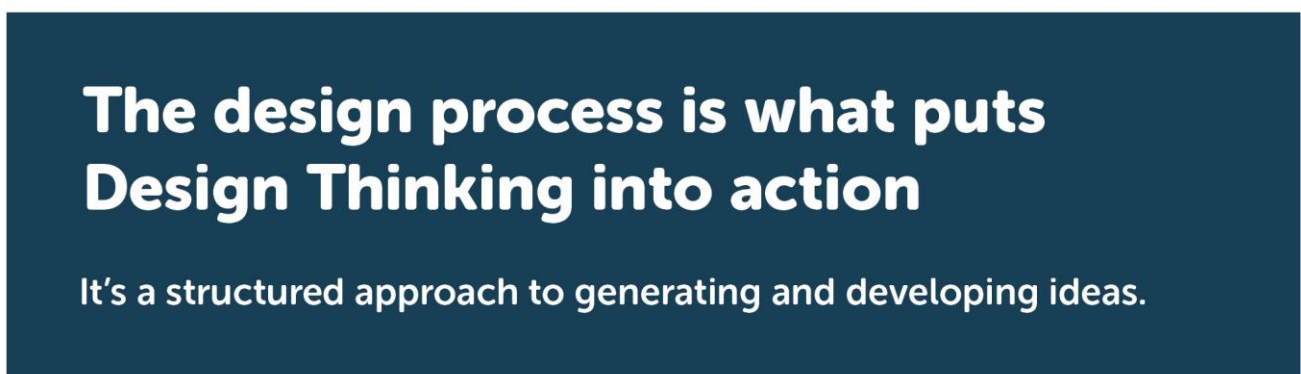 The design process is what puts
Design Thinking into action
It's a structured approach to generating and developing ideas.